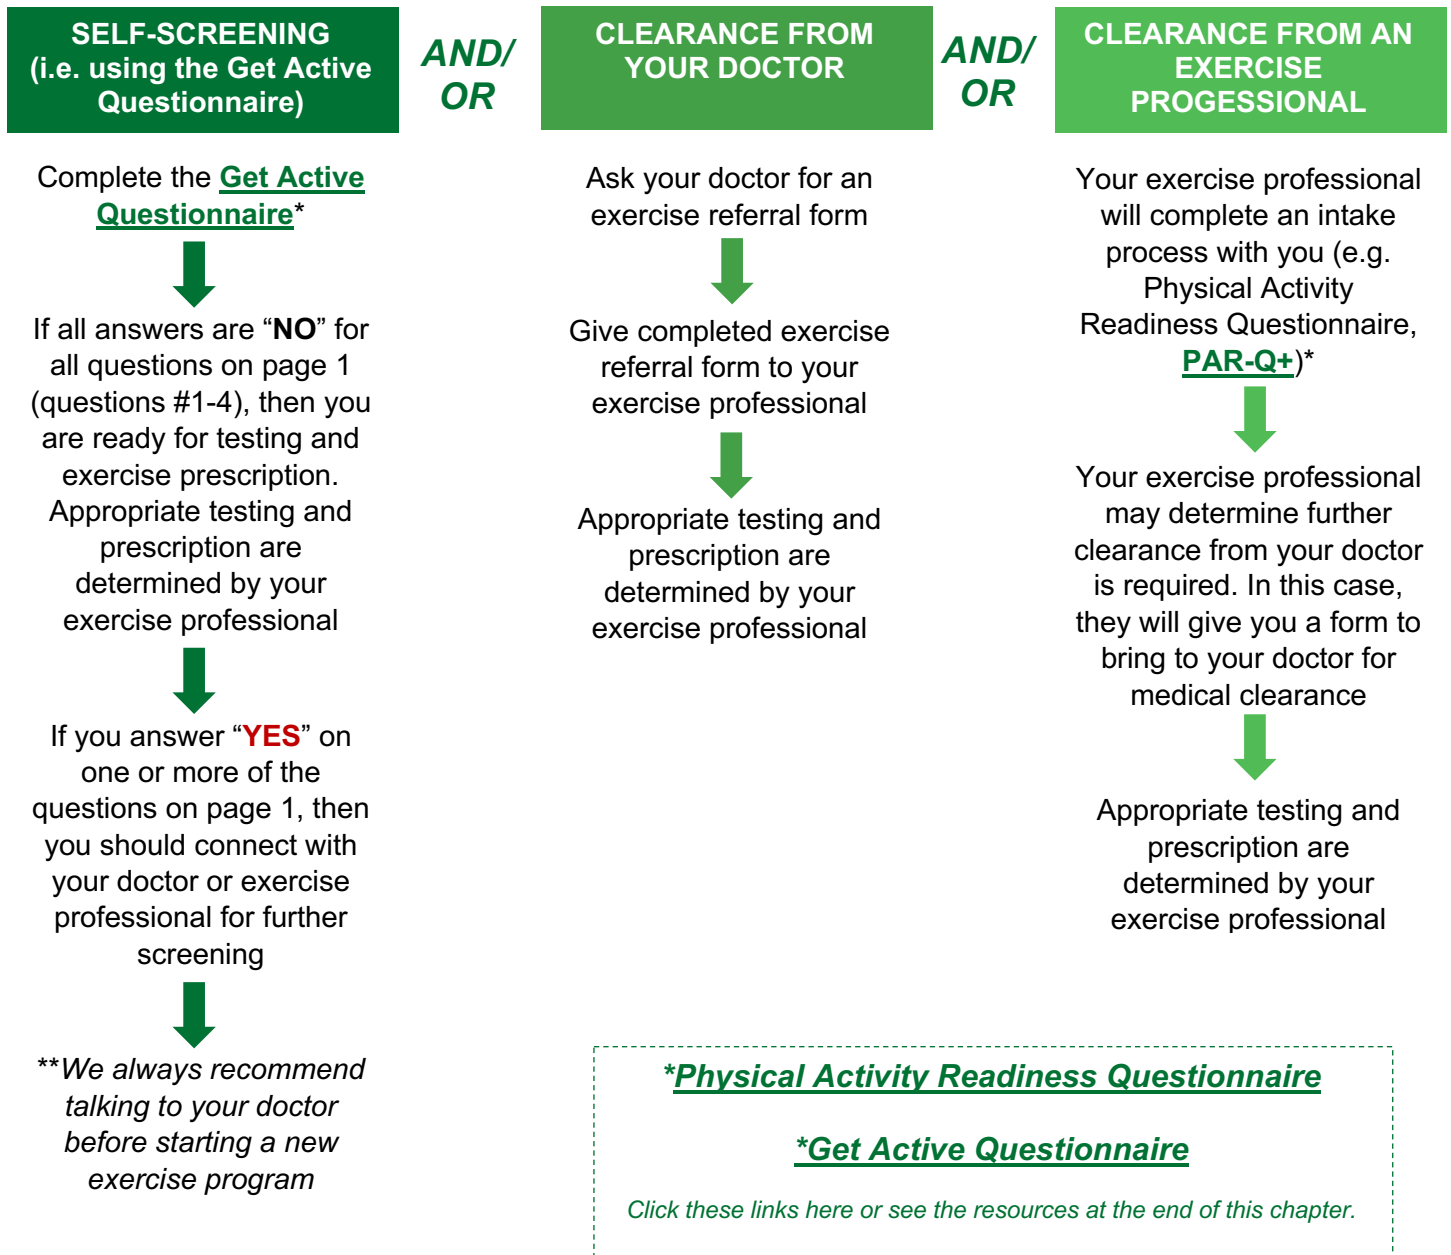 SELF-SCREENING
(i.e. using the Get Active
Questionnaire)
AND/
OR
CLEARANCE FROM
YOUR DOCTOR
AND/
OR
CLEARANCE FROM AN
EXERCISE
PROGESSIONAL
Complete the Get Active
Questionnaire*
If all answers are “NO” for
all questions on page 1
(questions #1-4), then you
are ready for testing and
exercise prescription.
Appropriate testing and
prescription are
determined by your
exercise professional
If you answer “YES” on
one or more of the
questions on page 1, then
you should connect with
your doctor or exercise
professional for further
screening
**We always recommend
talking to your doctor
before starting a new
exercise program
Ask your doctor for an
exercise referral form
Give completed exercise
referral form to your
exercise professional
Appropriate testing and
prescription are
determined by your
exercise professional
Your exercise professional
will complete an intake
process with you (e.g.
Physical Activity
Readiness Questionnaire,
PAR-Q+)*
Your exercise professional
may determine further
clearance from your doctor
is required. In this case,
they will give you a form to
bring to your doctor for
medical clearance
Appropriate testing and
prescription are
determined by your
exercise professional
*Physical Activity Readiness Questionnaire
*Get Active Questionnaire
Click these links here or see the resources at the end of this chapter.